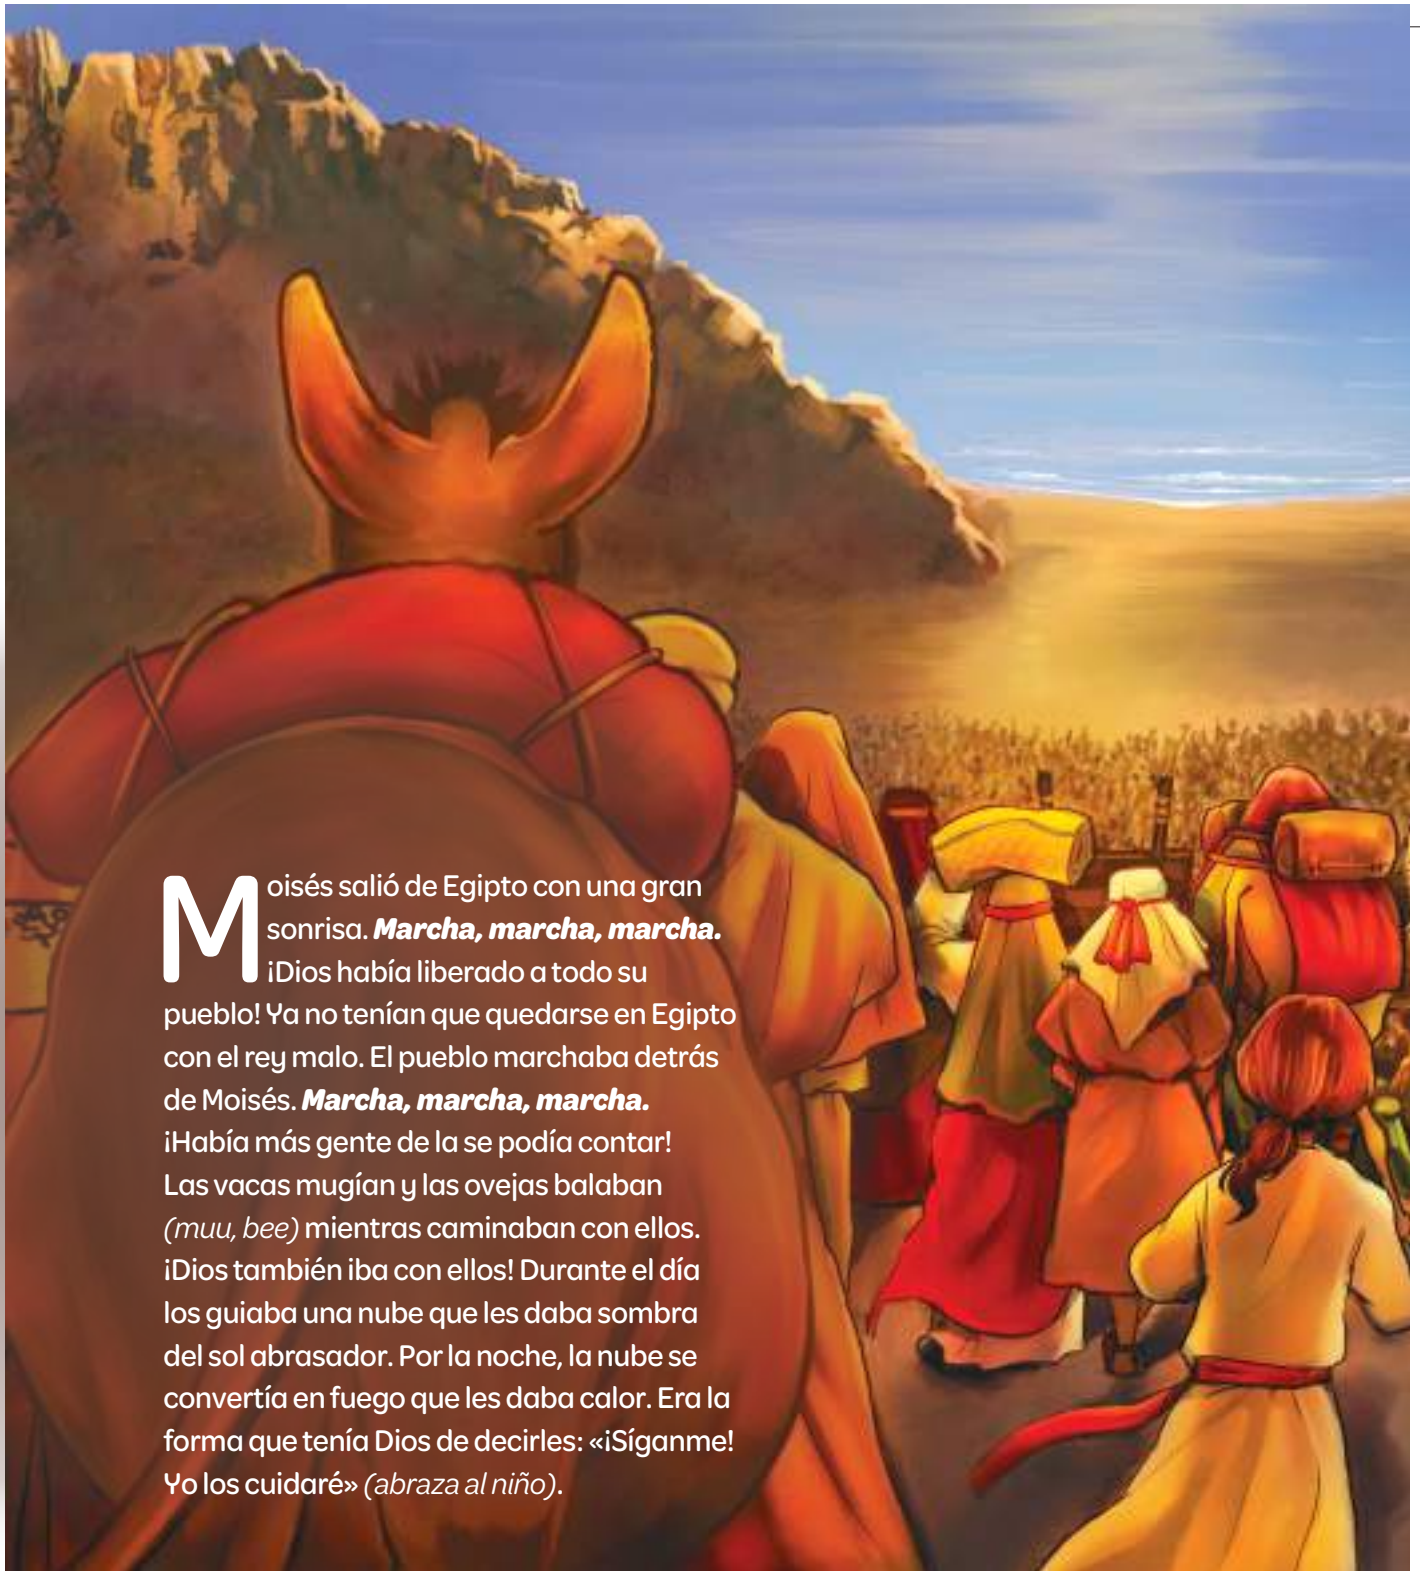 Moisés salió de Egipto con una gran
sonrisa. Marcha, marcha, marcha.
¡Dios había liberado a todo su
pueblo! Ya no tenían que quedarse en Egipto
con el rey malo. El pueblo marchaba detrás
de Moisés. Marcha, marcha, marcha.
¡Había más gente de la se podía contar!
Las vacas mugían y las ovejas balaban
(muu, bee) mientras caminaban con ellos.
¡Dios también iba con ellos! Durante el día
los guiaba una nube que les daba sombra
del sol abrasador. Por la noche, la nube se
convertía en fuego que les daba calor. Era la
forma que tenía Dios de decirles: «¡Síganme!
Yo los cuidaré» (abraza al niño).